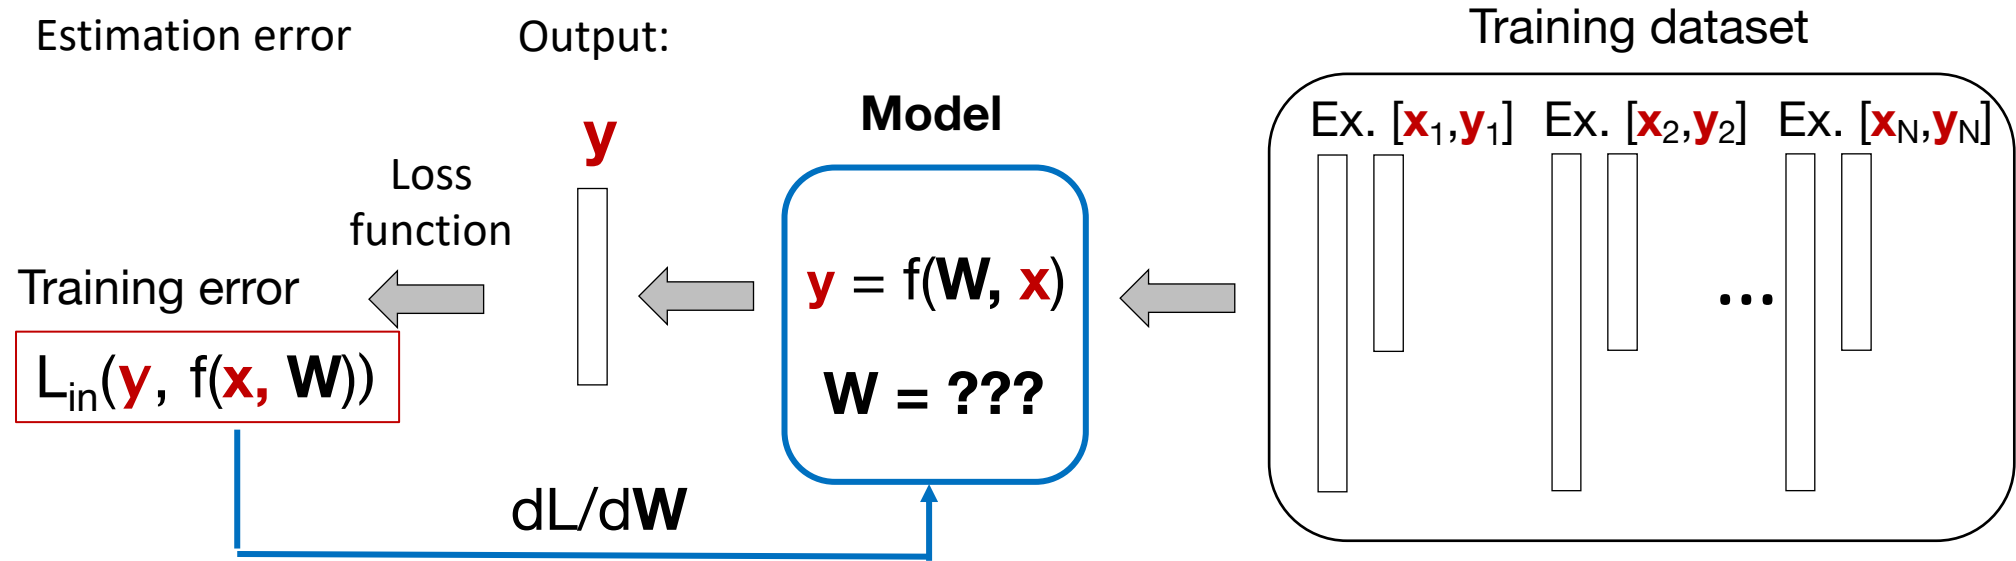 Estimation error
Output:
Training dataset
Model
Ex. [x1,y1] Ex. [x2,y2] Ex. [xN,yN]
y
Loss
function
y = f(W, x)
...
Training error
Lin(y, f(x, W))
W = ???
dL/dW